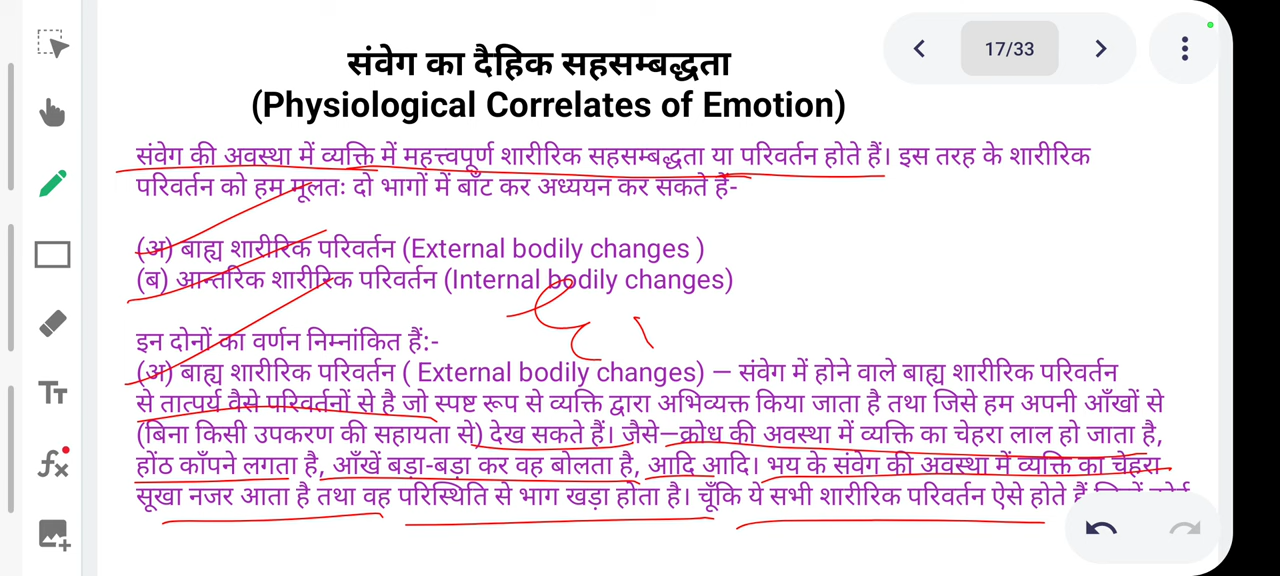 संवेग का दैहिक सहसम्बद्धता
(Physiological Correlates of Emotion)
17/33
संवेग की अवस्था में व्यक्ति में महत्त्वपूर्ण शारीरिक सहसम्बद्धता या परिवर्तन होते हैं। इस तरह के शारीरिक
परिवर्तन को हम मूलतः दो भागों में बाँट कर अध्ययन कर सकते हैं-
(अ) बाह्य शारीरिक परिवर्तन (External bodily changes )
(ब) आन्तरिक शारीरिक परिवर्तन (Internal bodily changes)
इन दोनों का वर्णन निम्नांकित हैं:-
(अ) बाह्य शारीरिक परिवर्तन ( External bodily changes) – संवेग में होने वाले बाह्य शारीरिक परिवर्तन
से तात्पर्य वैसे परिवर्तनों से है जो स्पष्ट रूप से व्यक्ति द्वारा अभिव्यक्त किया जाता है तथा जिसे हम अपनी आँखों से
(बिना किसी उपकरण की सहायता से) देख सकते हैं। जैसे–क्रोध की अवस्था में व्यक्ति का चेहरा लाल हो जाता है,
होंठ काँपने लगता है, आँखें बड़ा-बड़ा कर वह बोलता है, आदि आदि। भय के संवेग की अवस्था में व्यक्ति का चेहरा
सूखा नजर आता है तथा वह परिस्थिति से भाग खड़ा होता है। चूँकि ये सभी शारीरिक परिवर्तन ऐसे होते हैं
Tт
fx